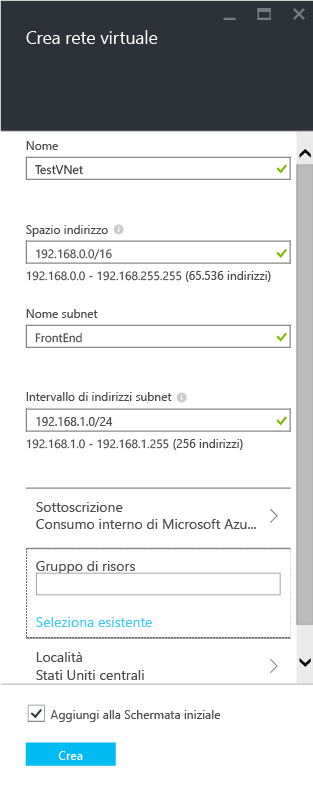 Crea rete virtuale
Nome
TestVNet
Spazio indirizzo
192.168.0.0/16
192.168.0.0 - 192.168.255.255 (65.536 indirizzi)
Nome subnet
FrontEnd
Intervallo di indirizzi subnet
192.168.1.0/24
192.168.1.0 - 192.168.1.255 (256 indirizzi)
Sottoscrizione
Consumo interno di Microsoft Azu...
Gruppo di risors
Seleziona esistente
Località
Stati Uniti centrali
Aggiungi alla Schermata iniziale
Crea